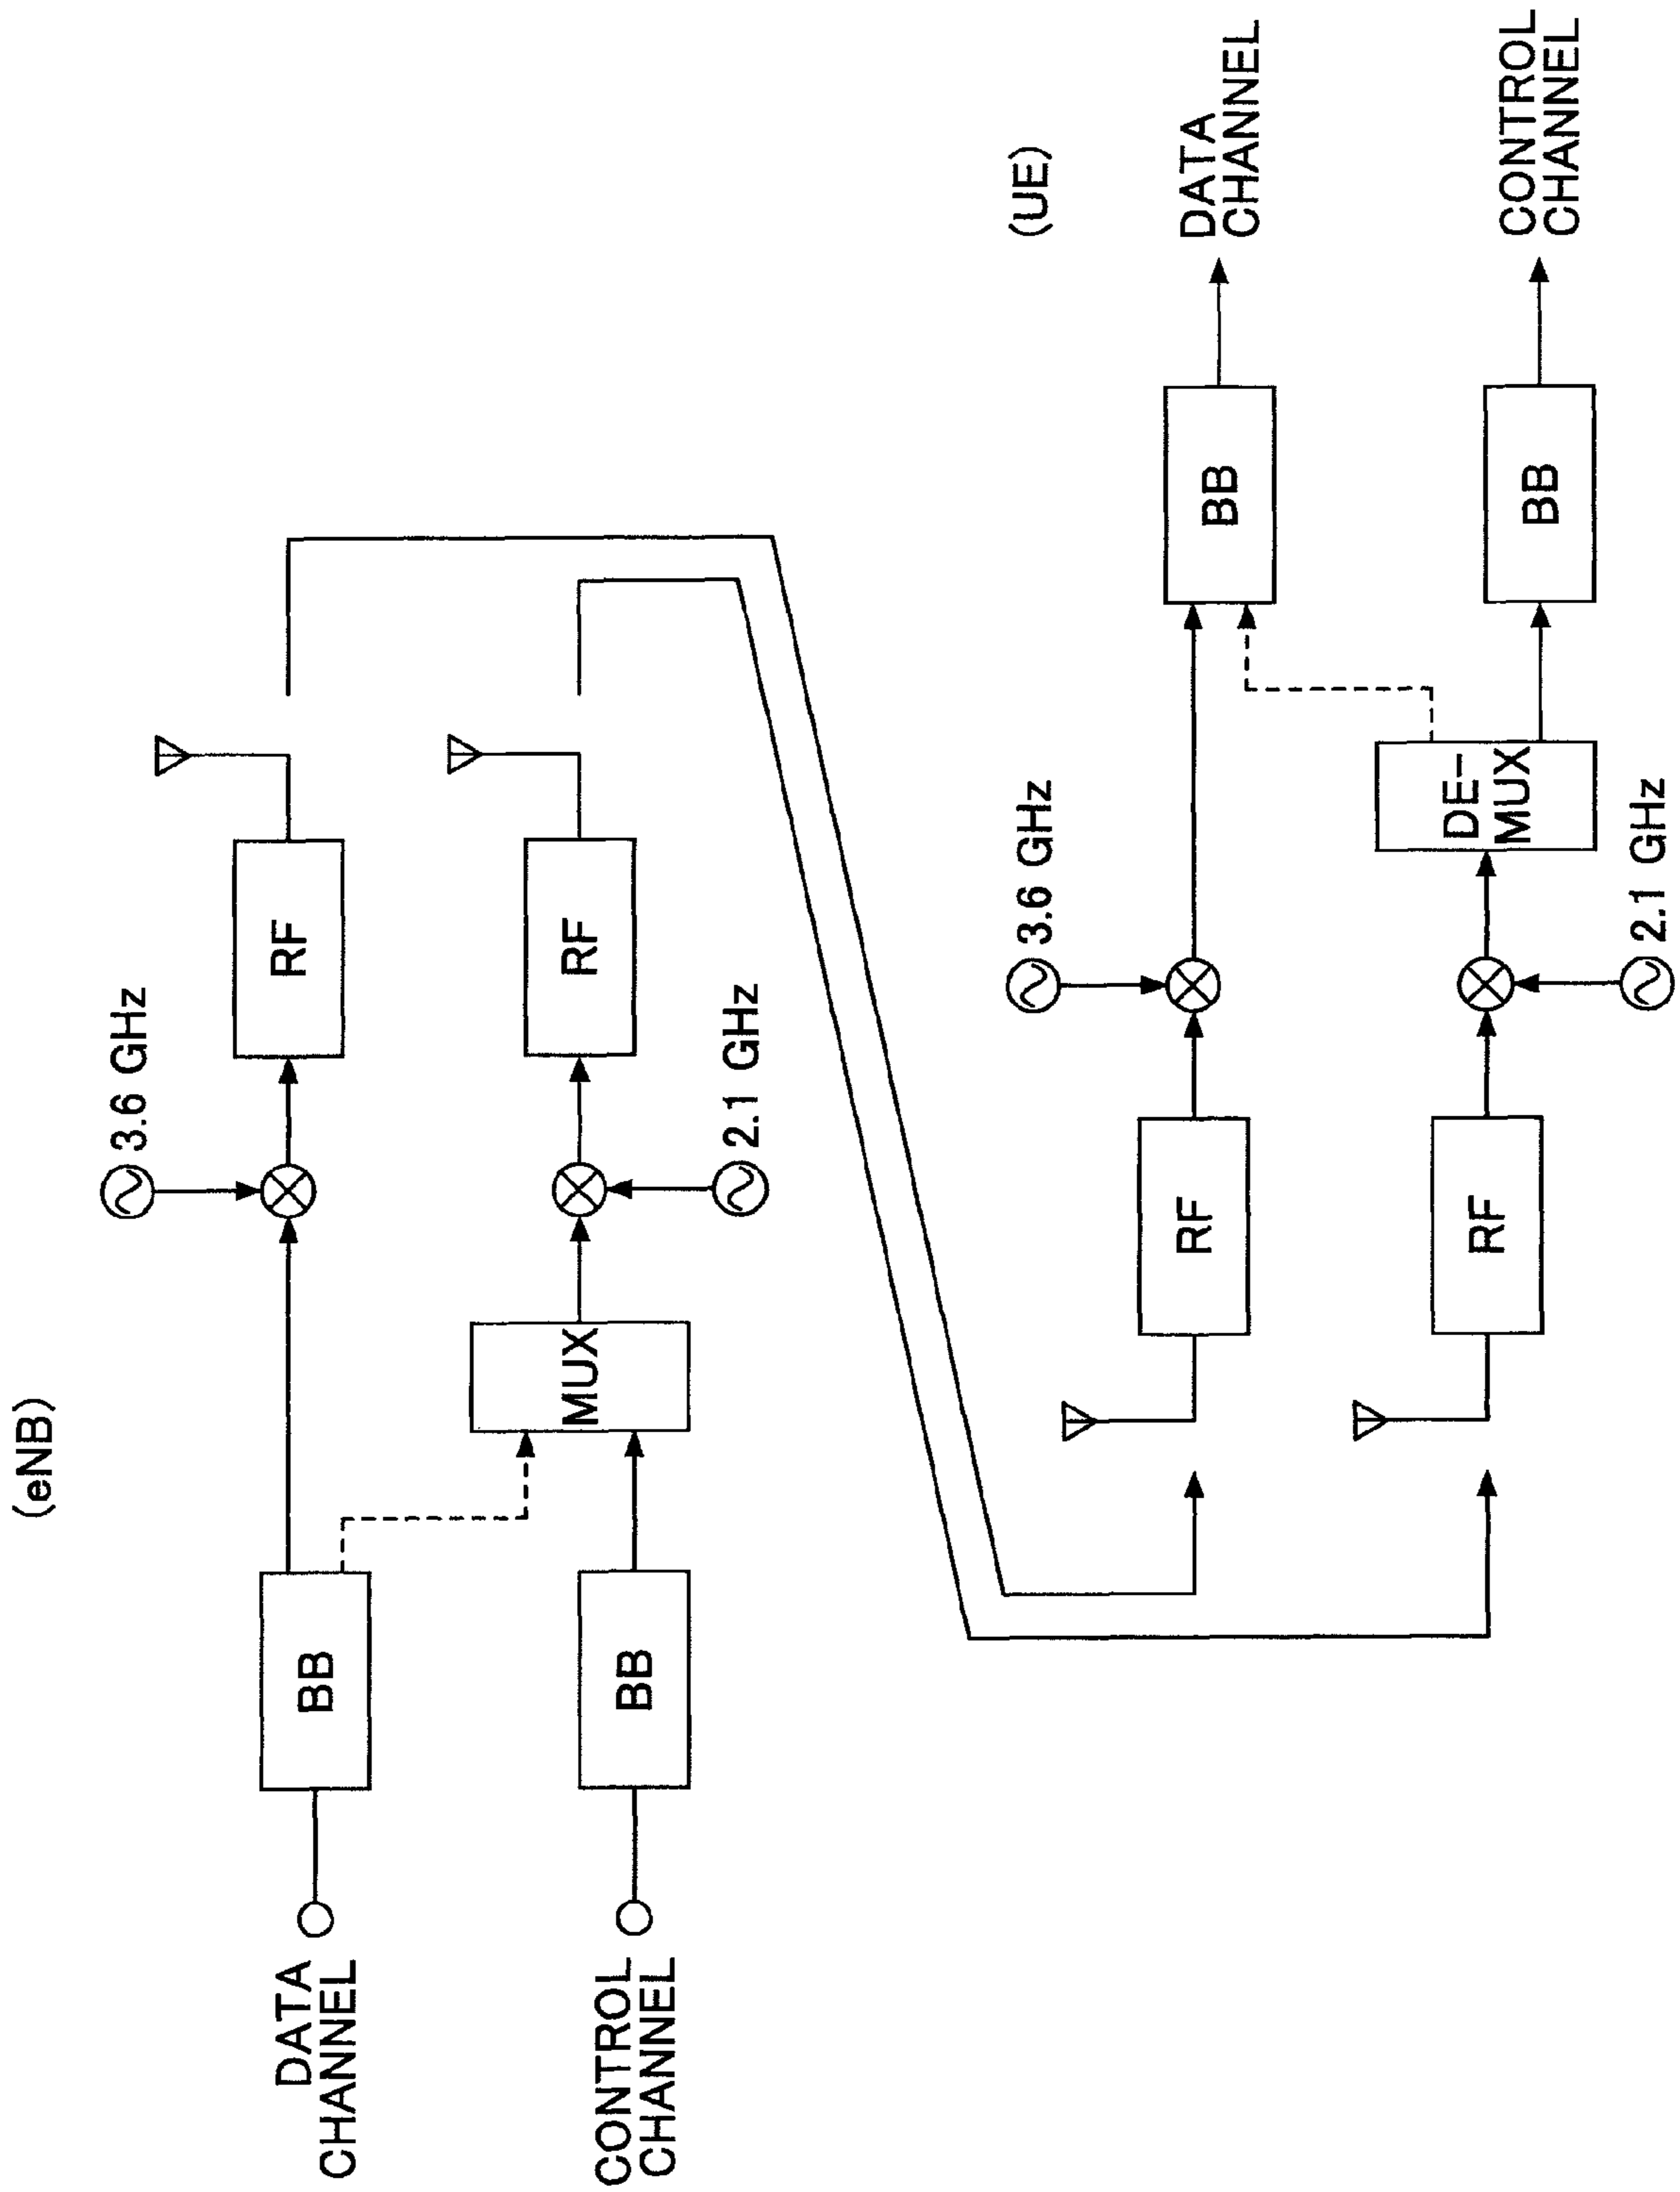 (eNB)
3.6 GHz
DATA
CHANNEL
BB
RF
CONTROL
CHANNEL
BB
MUX
RF
2.1 GHz
(UE)
3.6 GHz
RF
BB
DATA
CHANNEL
RF
DE-
MUX
BB
CONTROL
CHANNEL
2.1 GHz